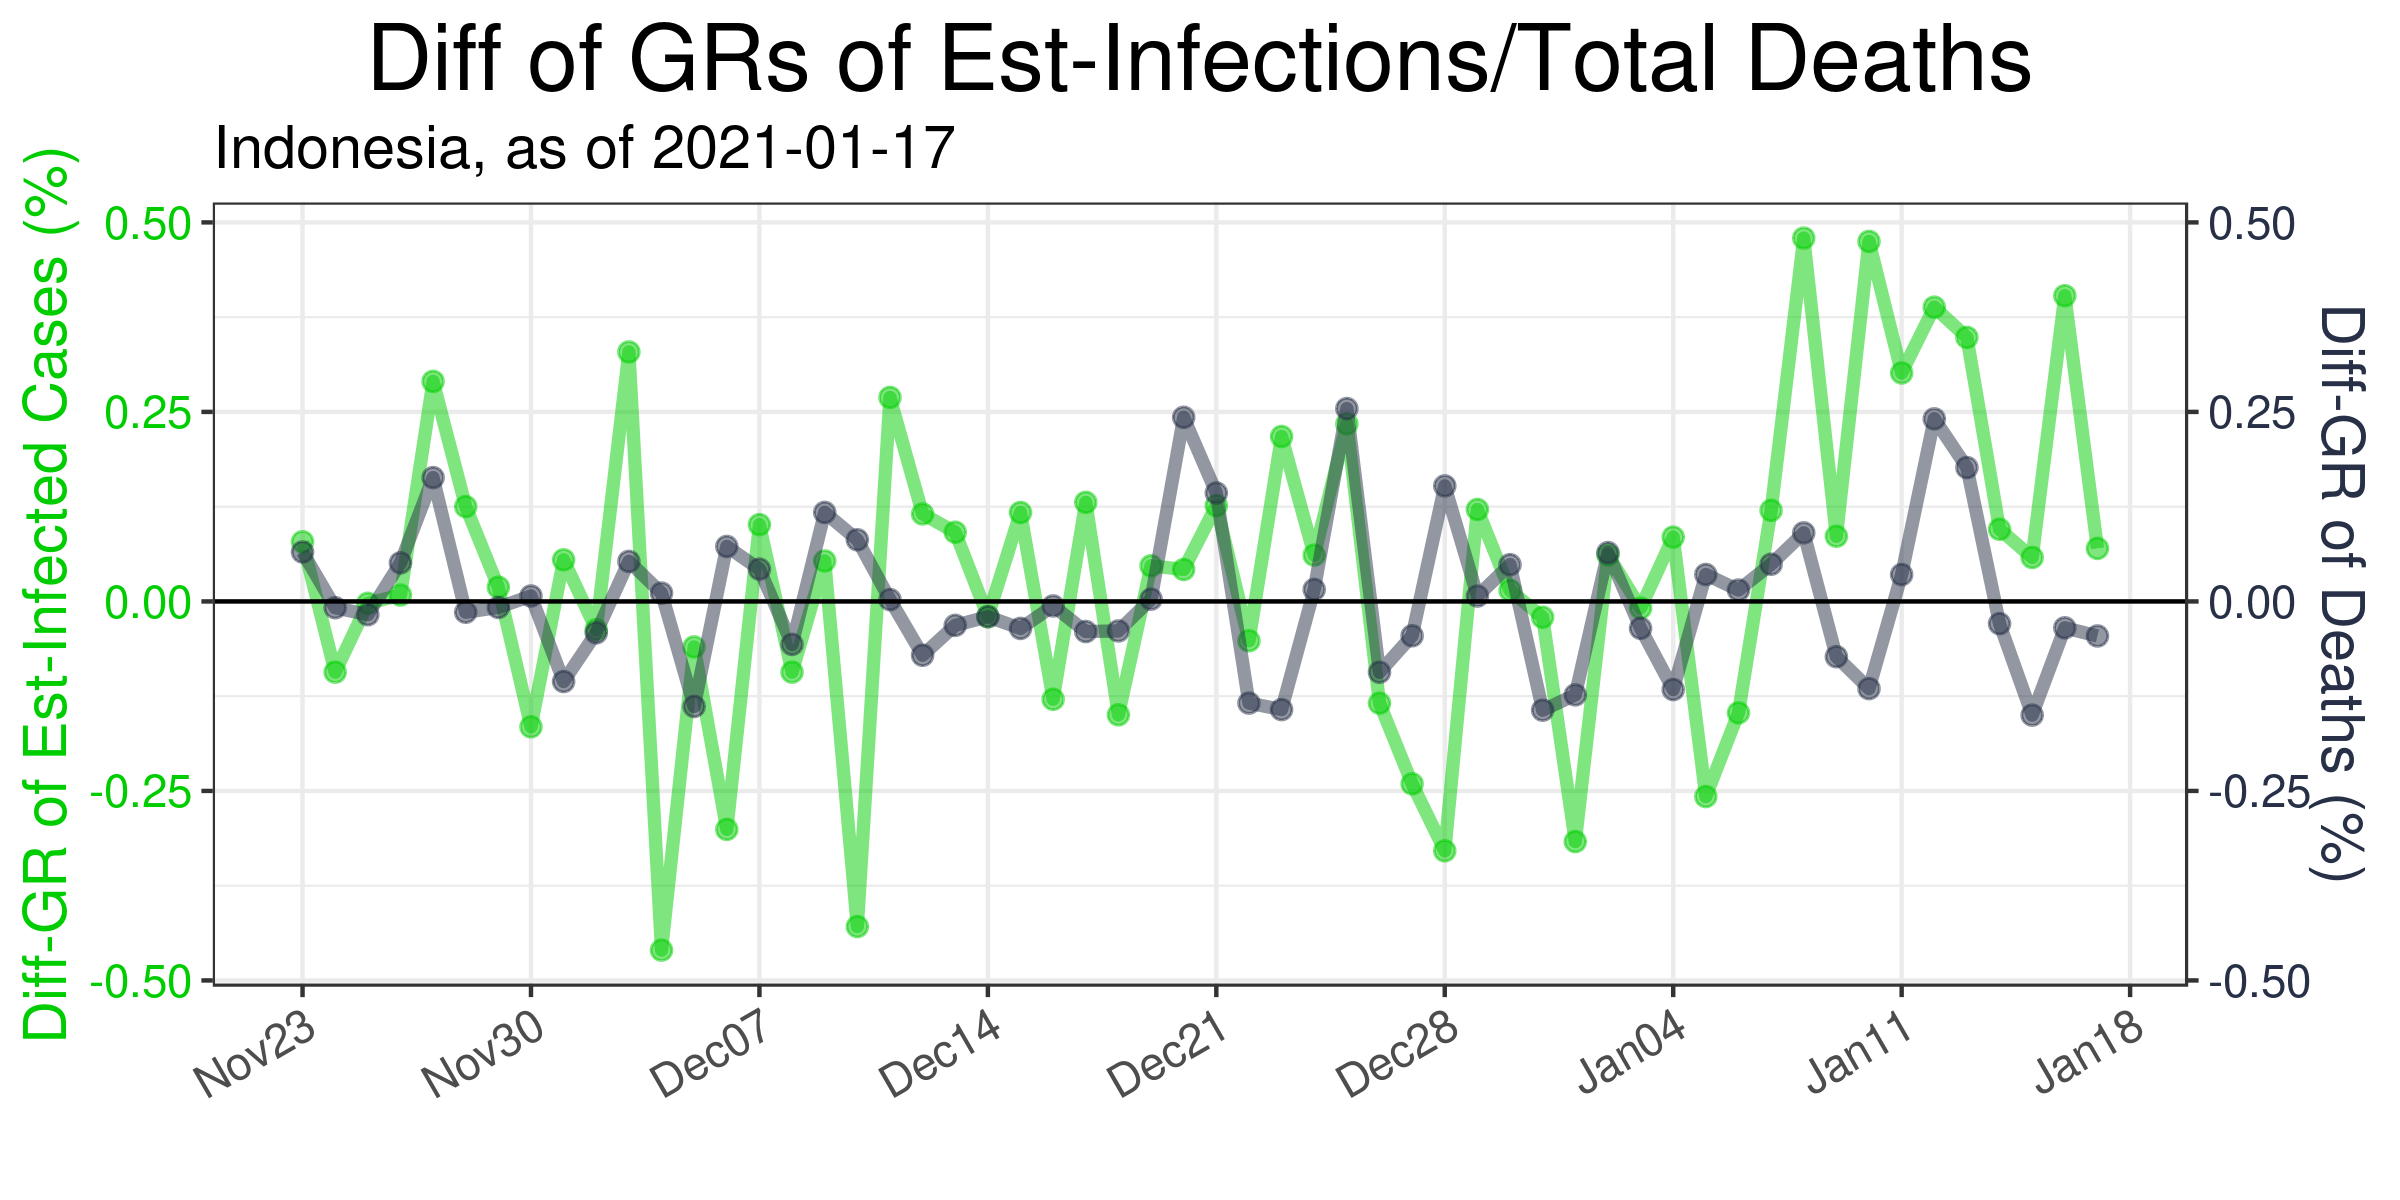 Diff of GRs of Est-Infections/Total Deaths
Indonesia, as of 2021-01-17
Diff-GR of Est-Infected Cases (%)
0.50
0.25
0.00
-0.25
-0.50
0.50
0.25
0.00
-0.25
-0.50
Diff-GR of Deaths (%)
Nov23
Nov30
Dec07
Dec14
Dec21
Dec28
Jan04
Jan11
Jan18